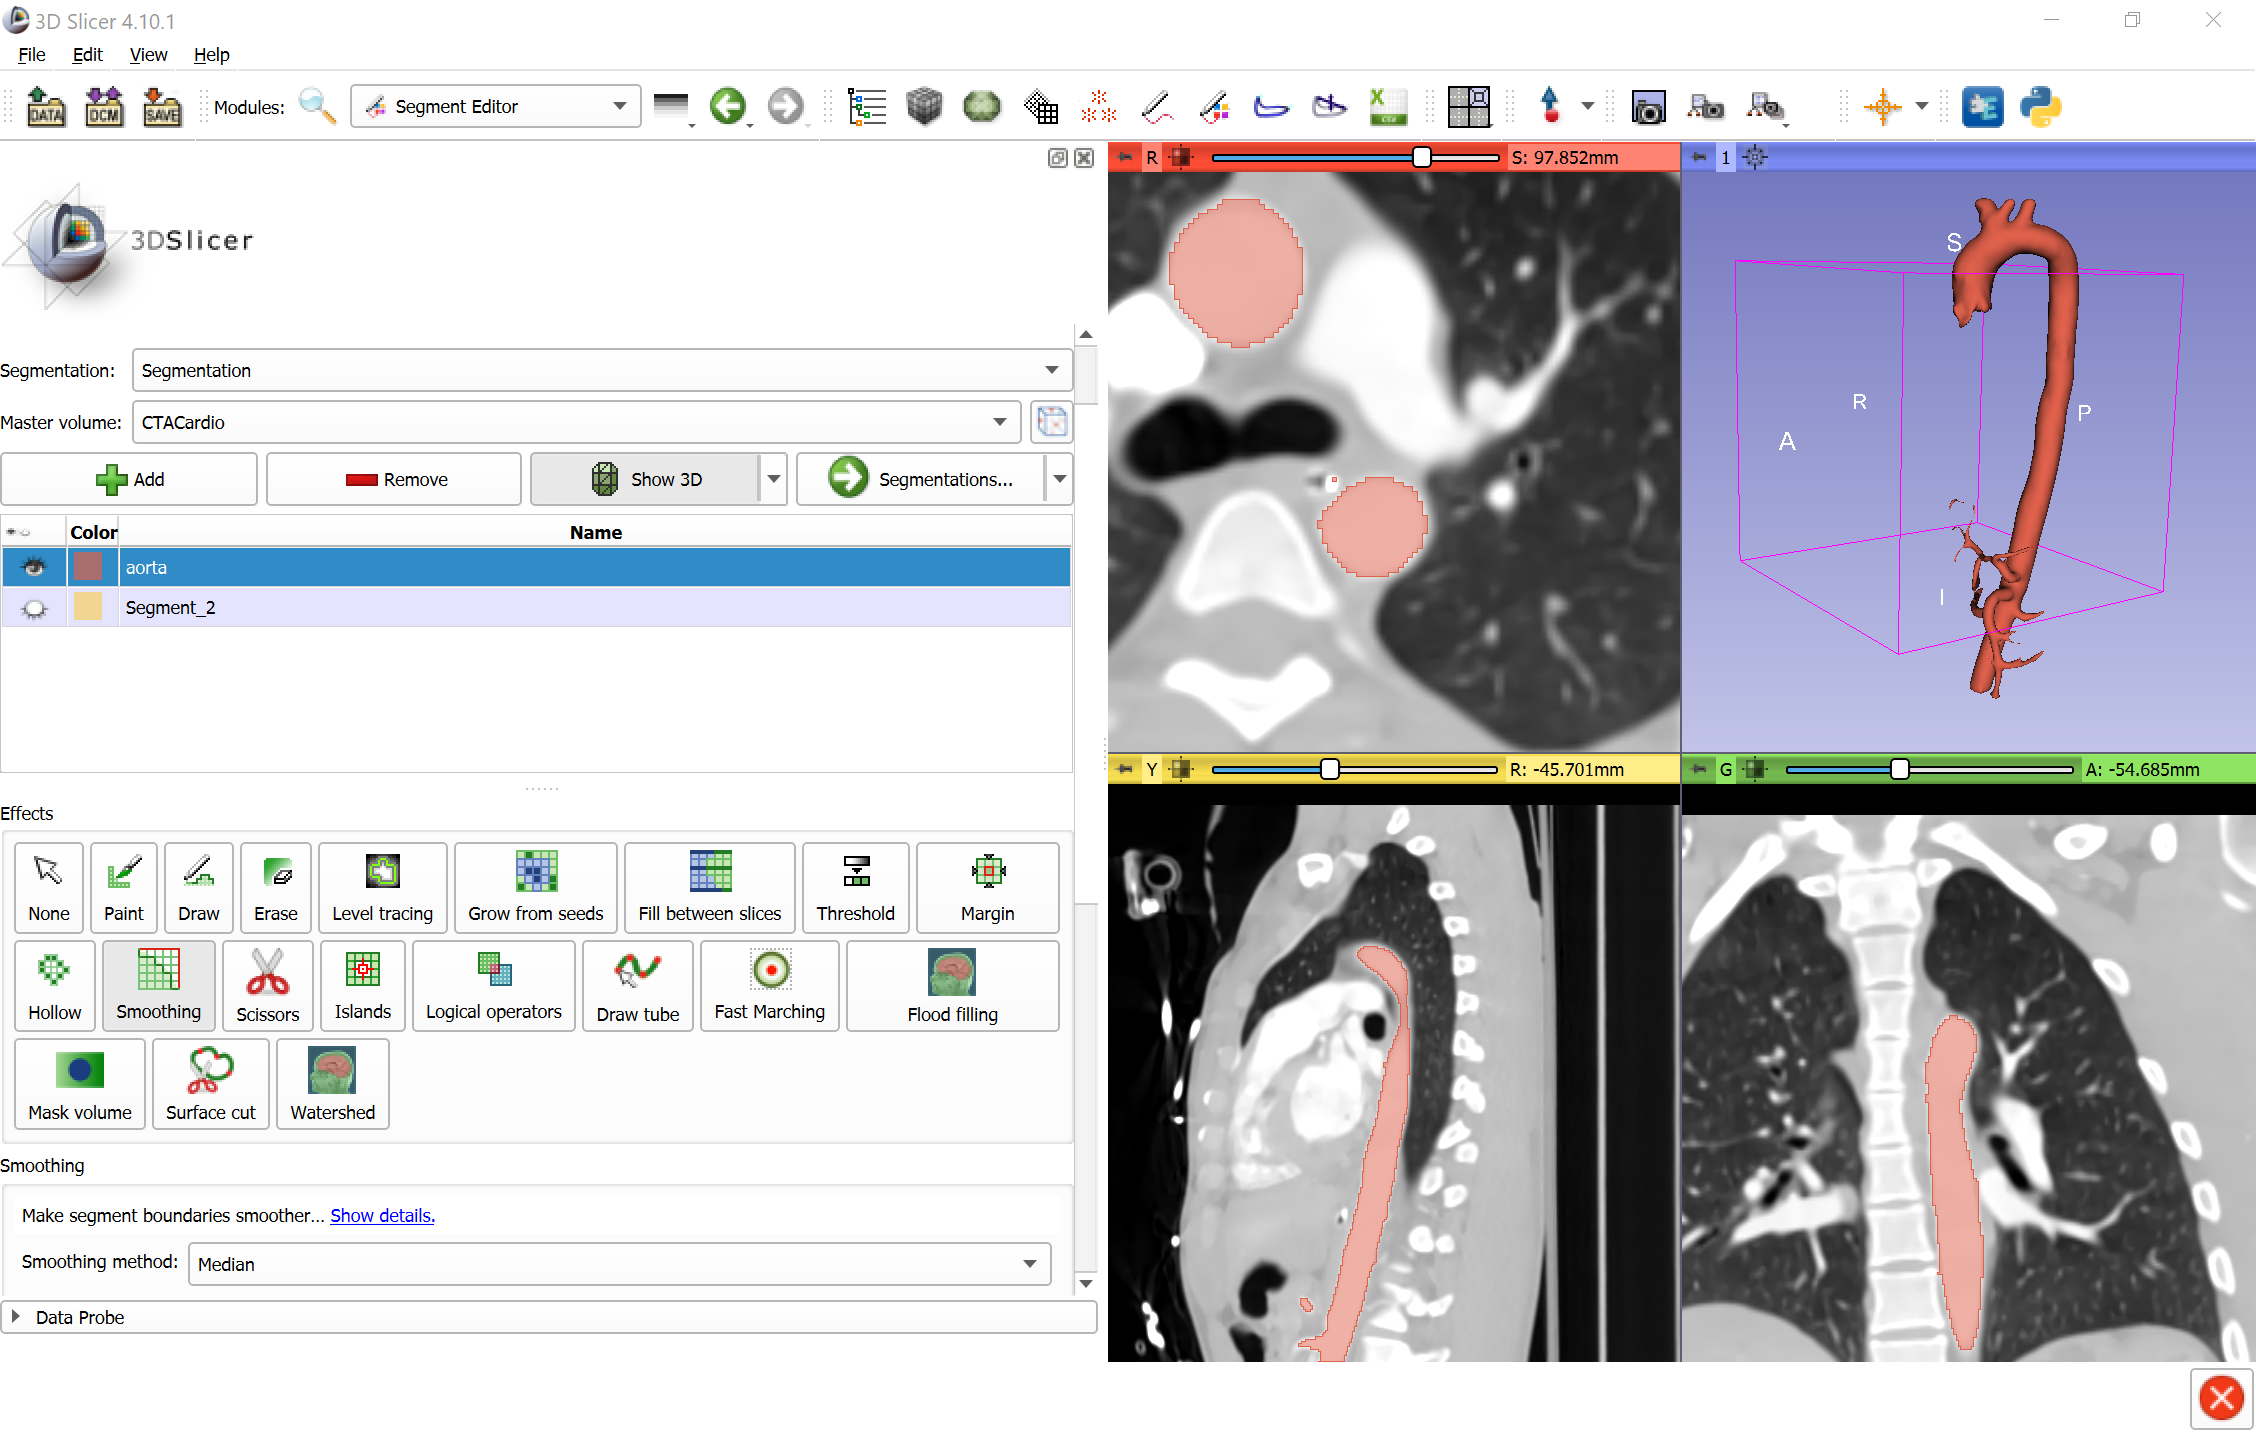 3D Slicer 4.10.1
File Edit View Help
DATA DCM SAVE Modules: Segment Editor
R S: 97.852mm 1
3DSlicer
Segmentation: Segmentation
Master volume: CTACardio
Add Remove Show 3D Segmentations...
Color Name
aorta
Segment_2
S
R
P
A
I
Y R: -45.701mm G A: -54.685mm
Effects
None Paint Draw Erase Level tracing Grow from seeds Fill between slices Threshold Margin
Hollow Smoothing Scissors Islands Logical operators Draw tube Fast Marching Flood filling
Mask volume Surface cut Watershed
Smoothing
Make segment boundaries smoother... Show details.
Smoothing method: Median
Data Probe